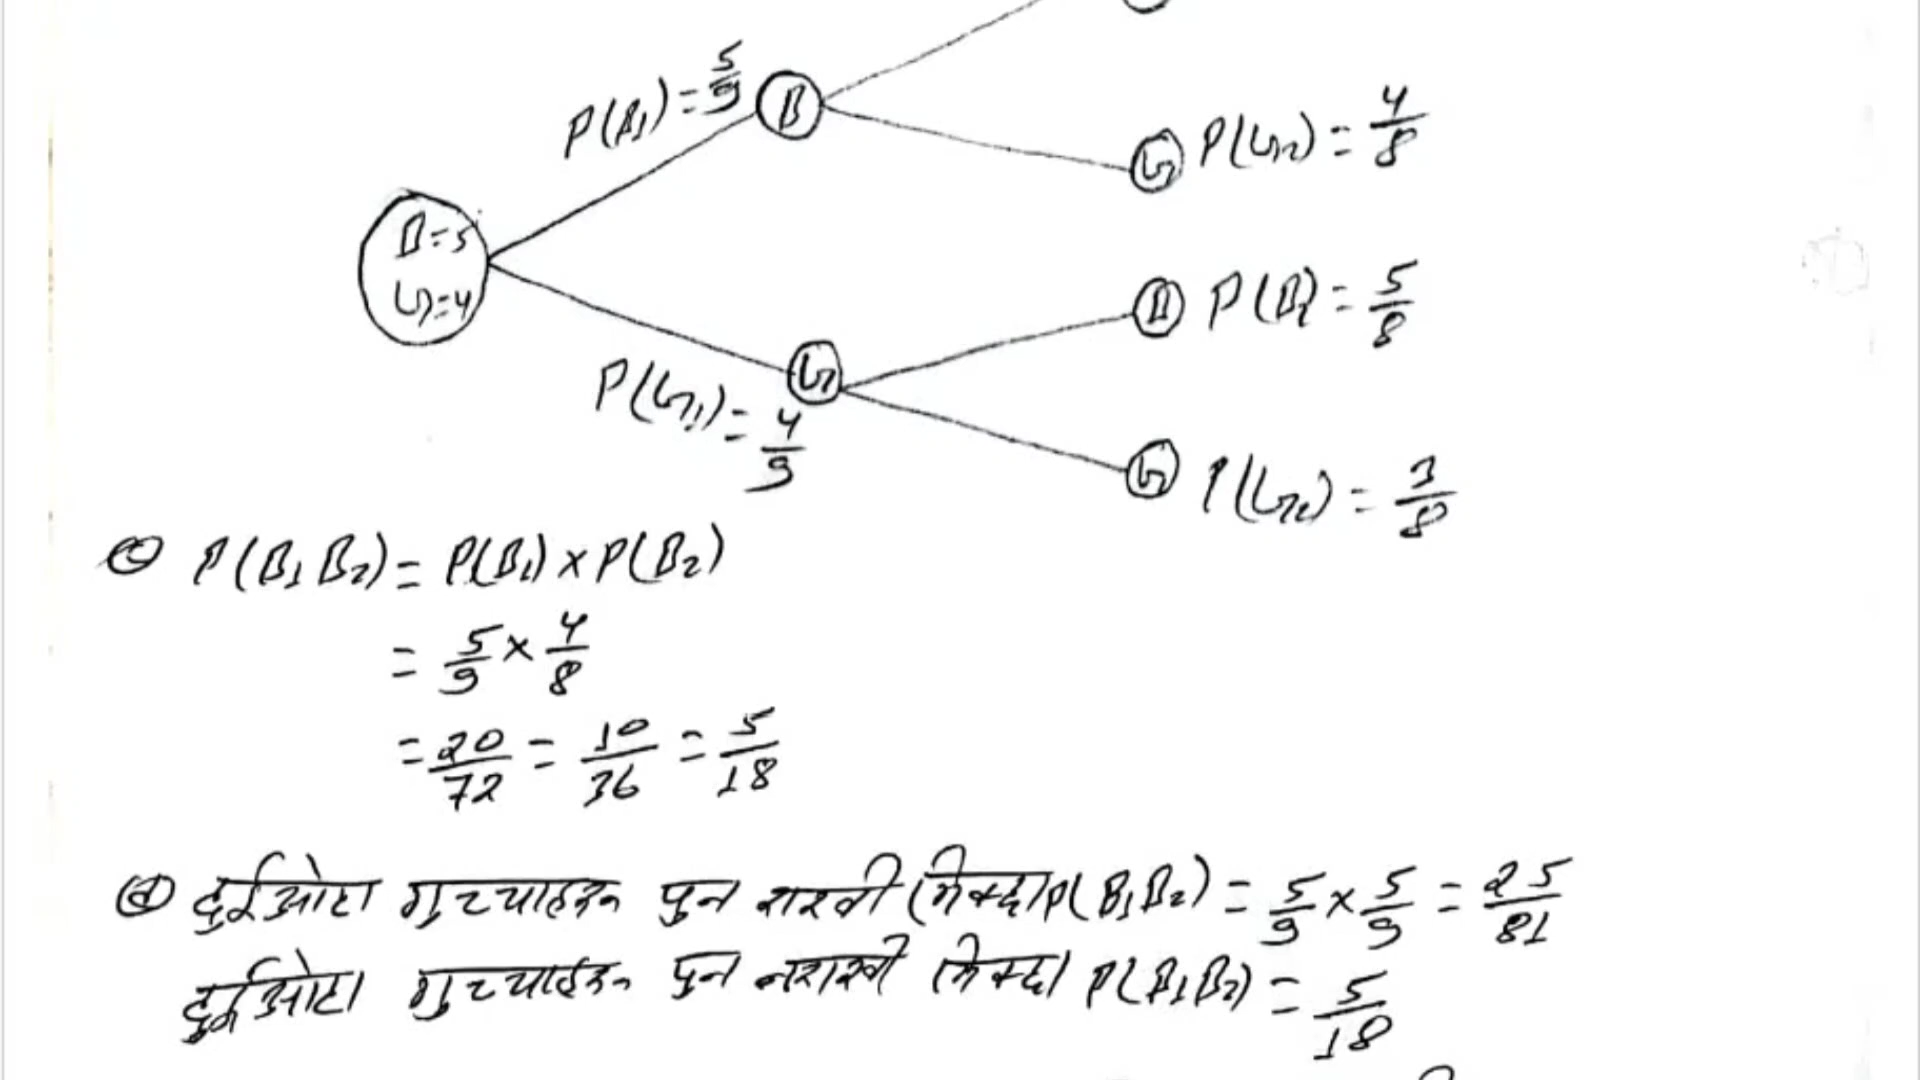 P(B₁) = 5/9
B
G P(G₂) = 4/8
B=5
G=4
B P(B₂) = 5/8
G
P(G₁) = 4/9
G P(G₂) = 3/8
ⓒ P(B₁B₂) = P(B₁) × P(B₂)
= 5/9 × 4/8
= 20/72 = 10/36 = 5/18
ⓓ दुईओटा गुच्चाहरू पुन राखी झिक्दा P(B₁B₂) = 5/9 × 5/9 = 25/81
दुईओटा गुच्चाहरू पुन नराखी झिक्दा P(B₁B₂) = 5/18